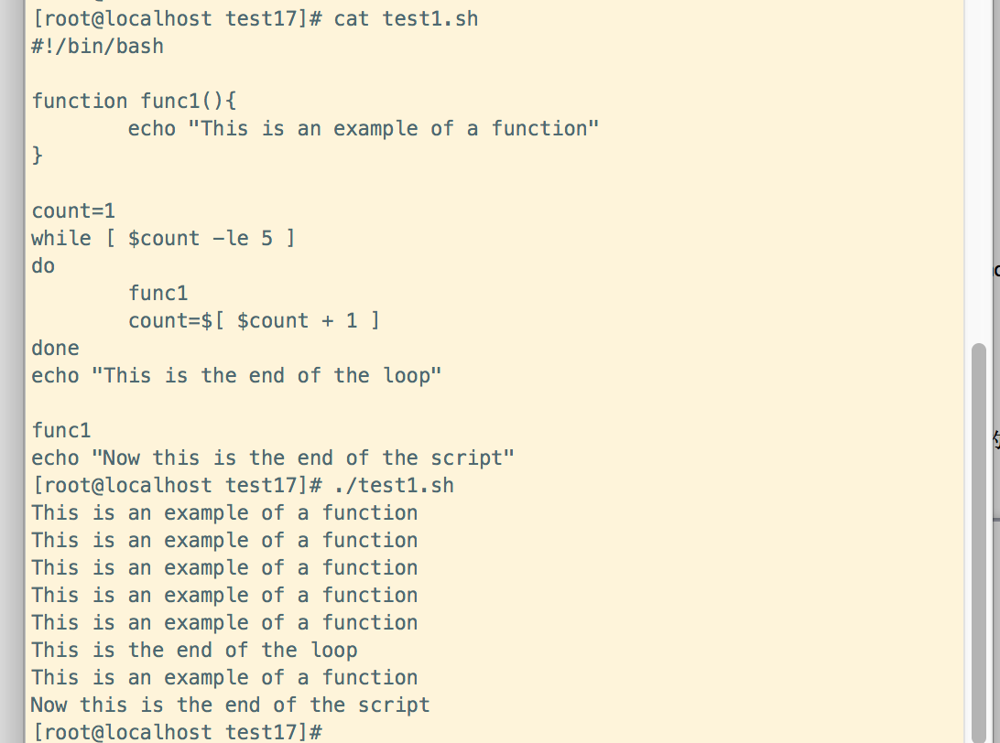 [root@localhost test17]# cat test1.sh
#!/bin/bash

function func1(){
        echo "This is an example of a function"
}

count=1
while [ $count -le 5 ]
do
        func1
        count=$[ $count + 1 ]
done
echo "This is the end of the loop"

func1
echo "Now this is the end of the script"
[root@localhost test17]# ./test1.sh
This is an example of a function
This is an example of a function
This is an example of a function
This is an example of a function
This is an example of a function
This is the end of the loop
This is an example of a function
Now this is the end of the script
[root@localhost test17]#